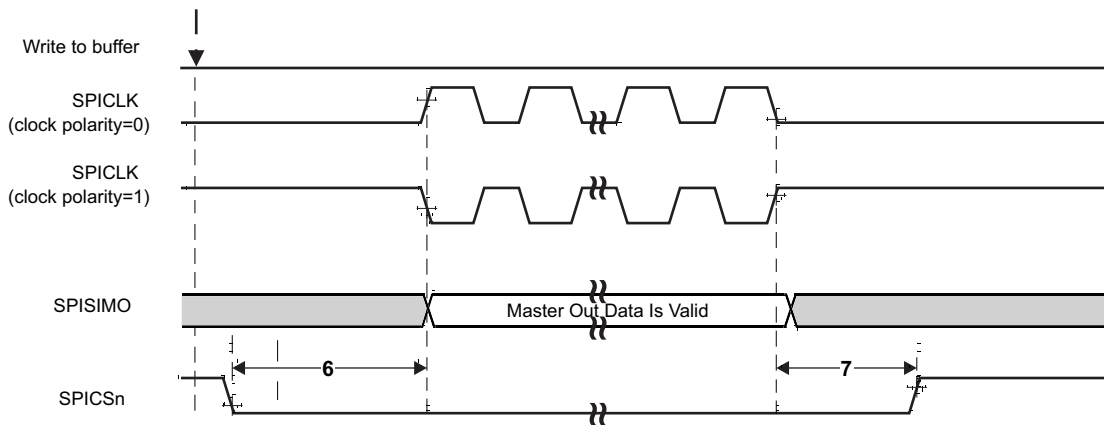 Write to buffer
SPICLK
(clock polarity=0)
SPICLK
(clock polarity=1)
SPISIMO
Master Out Data Is Valid
6
7
SPICSn